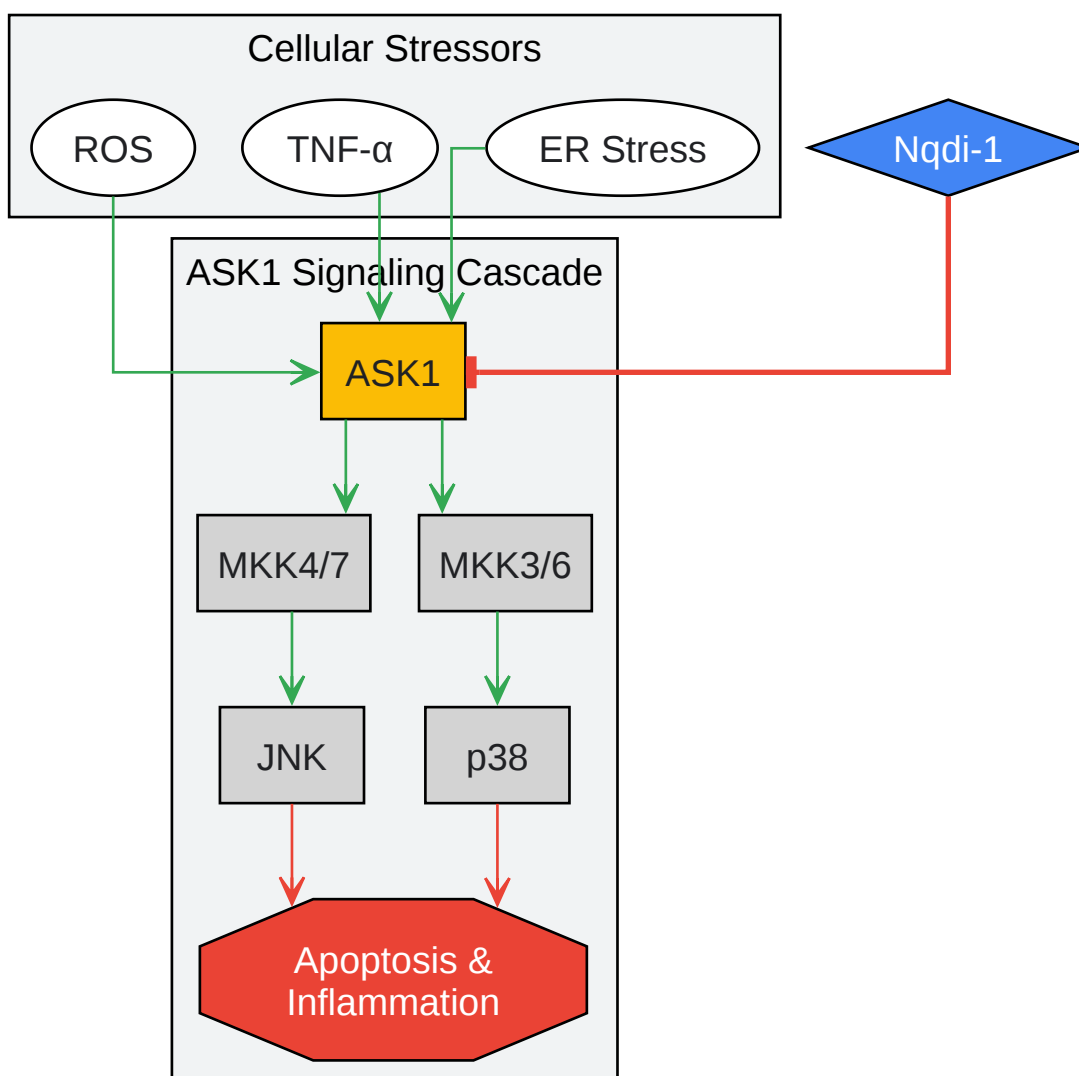 Cellular Stressors
ROS
TNF-α
ER Stress
Nqdi-1
ASK1 Signaling Cascade
ASK1
MKK4/7
MKK3/6
JNK
p38
Apoptosis &
Inflammation